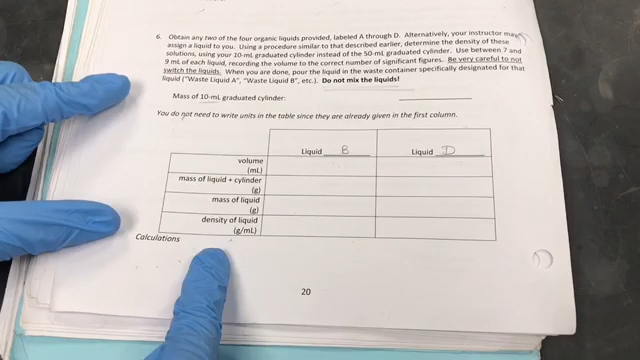 6. Obtain any two of the four organic liquids provided, labeled A through D. Alternatively, your instructor may
assign a liquid to you. Using a procedure similar to that described earlier, determine the density of these
solutions, using your 10-mL graduated cylinder instead of the 50-mL graduated cylinder. Use between 7 and
9 mL of each liquid, recording the volume to the correct number of significant figures. Be very careful to not
switch the liquids. When you are done, pour the liquid in the waste container specifically designated for that
liquid ("Waste Liquid A", "Waste Liquid B", etc.). Do not mix the liquids!
Mass of 10-mL graduated cylinder:
You do not need to write units in the table since they are already given in the first column.
Liquid B Liquid D
volume
(mL)
mass of liquid + cylinder
(g)
mass of liquid
(g)
density of liquid
(g/mL)
Calculations
20